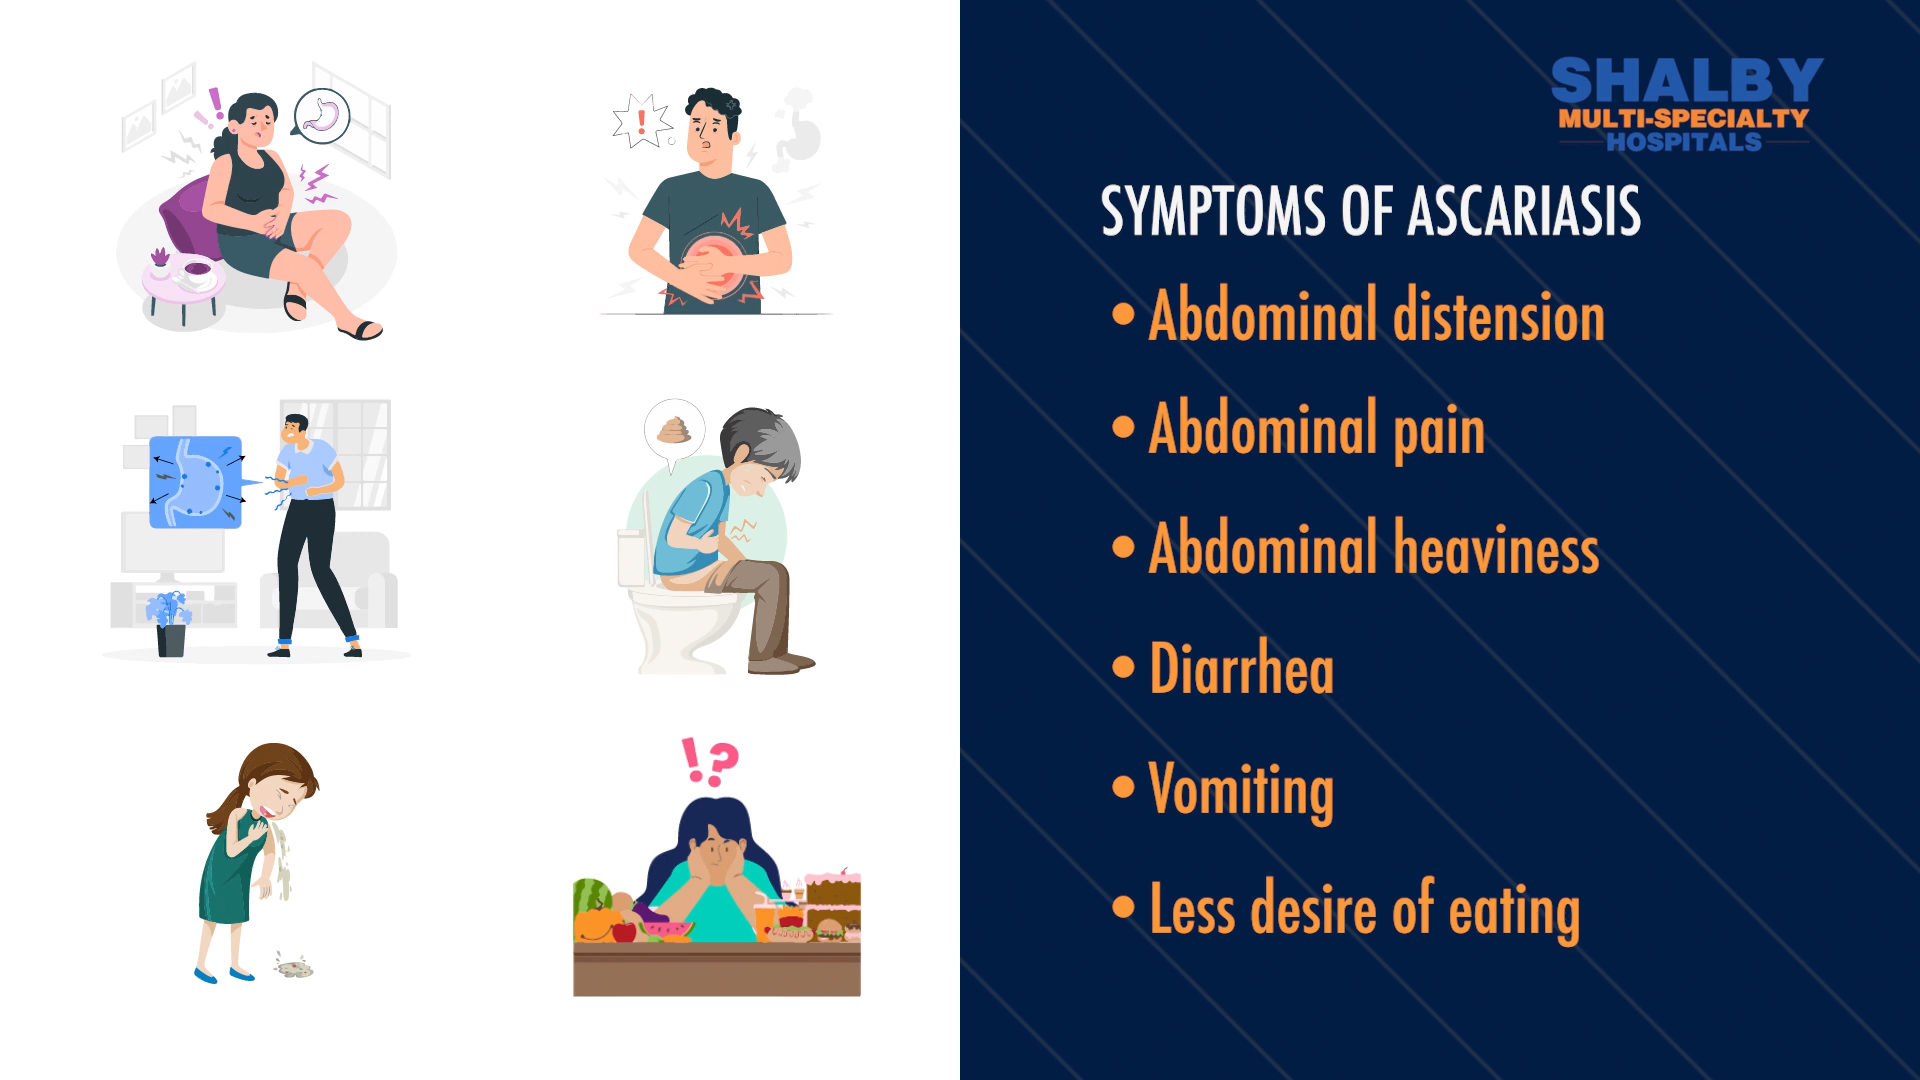 SHALBY
MULTI-SPECIALTY
HOSPITALS
SYMPTOMS OF ASCARIASIS
• Abdominal distension
• Abdominal pain
• Abdominal heaviness
• Diarrhea
• Vomiting
• Less desire of eating